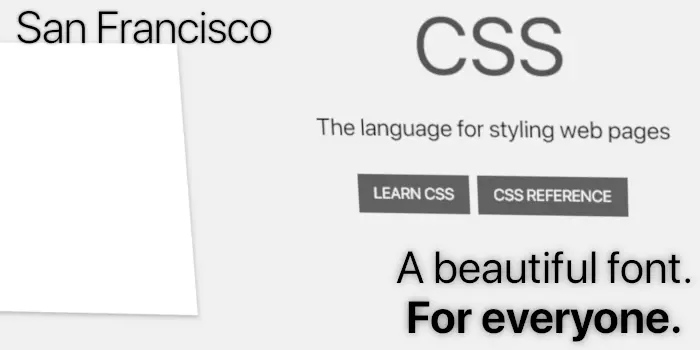 San Francisco
CSS
The language for styling web pages
LEARN CSS
CSS REFERENCE
A beautiful font.
For everyone.